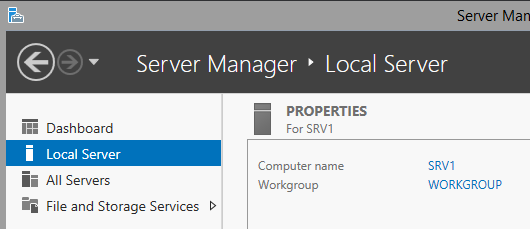 Server Man
Server Manager ‣ Local Server
Dashboard
Local Server
All Servers
File and Storage Services
PROPERTIES
For SRV1
Computer name SRV1
Workgroup WORKGROUP